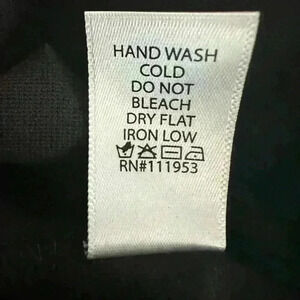 HAND WASH
COLD
DO NOT
BLEACH
DRY FLAT
IRON LOW
RN#111953